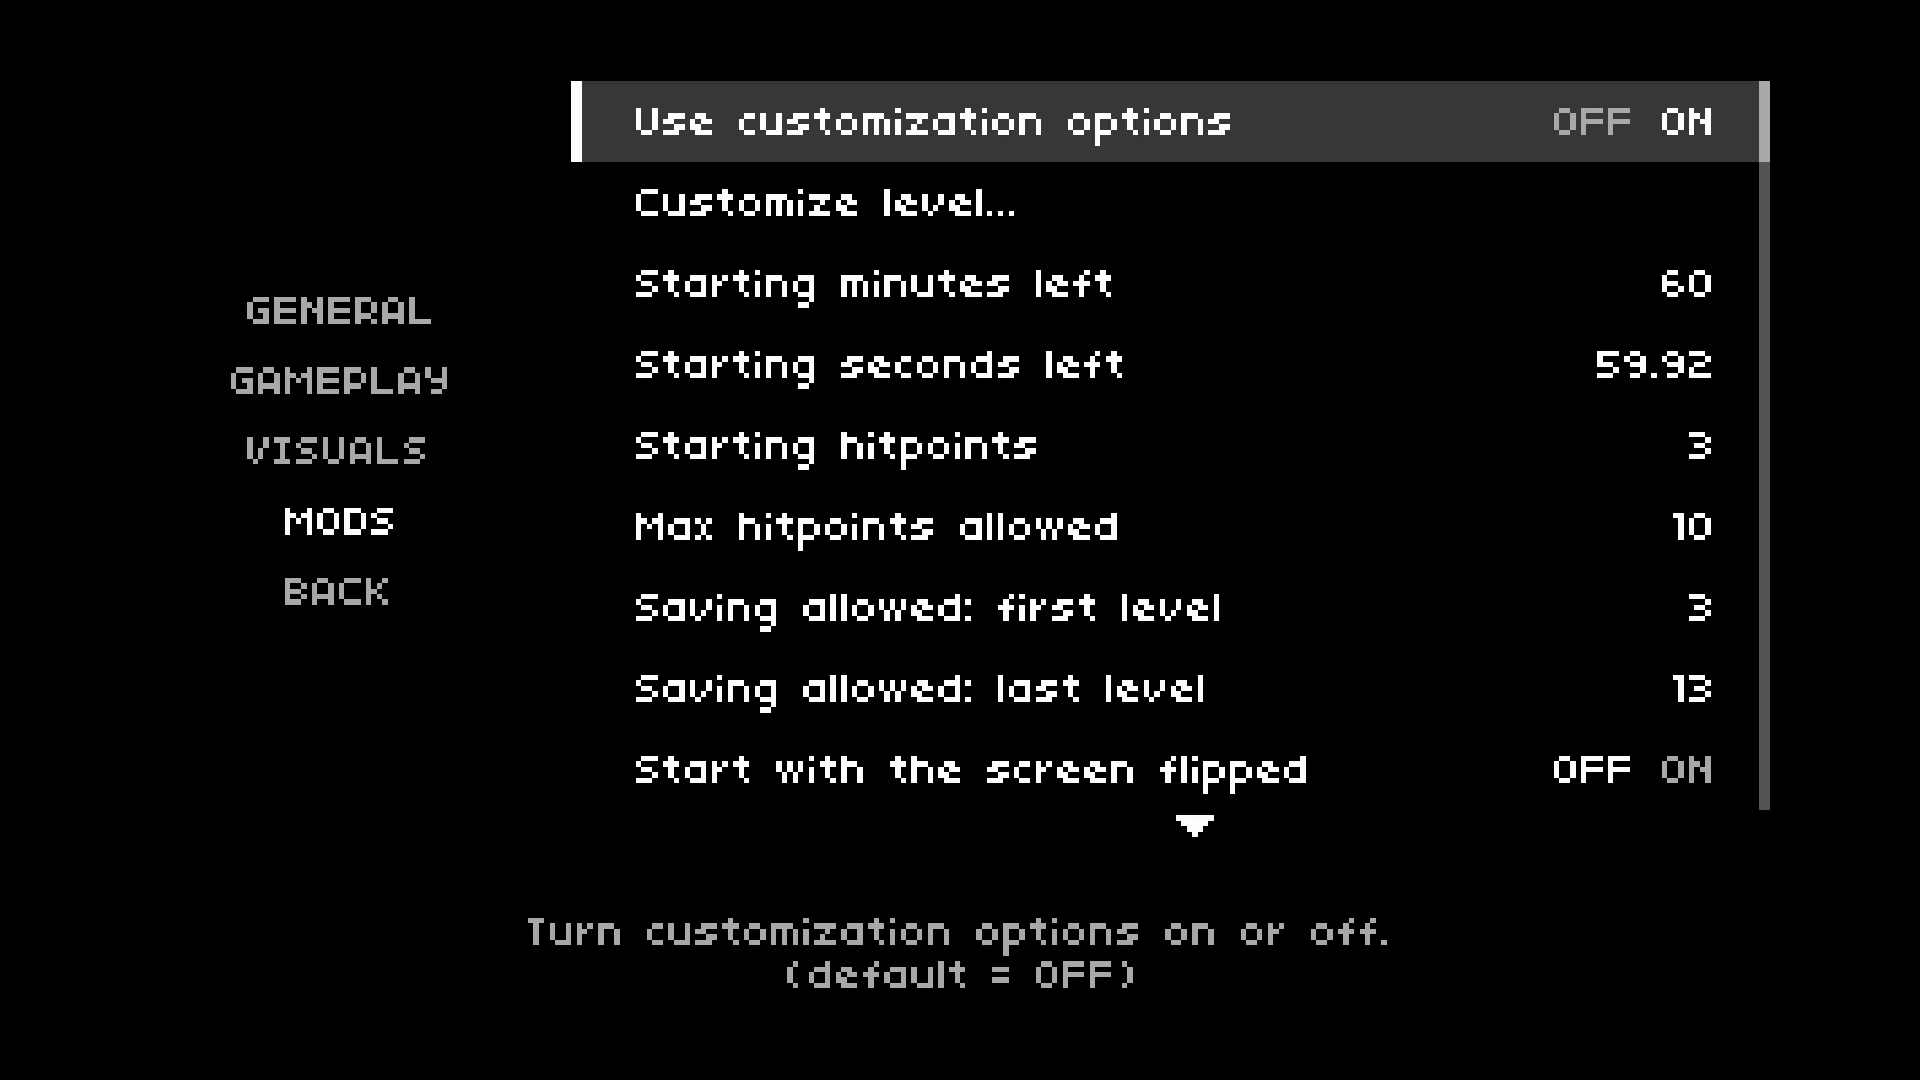 GENERAL
GAMEPLAY
VISUALS
MODS
BACK
Use customization options OFF ON
Customize level...
Starting minutes left 60
Starting seconds left 59.92
Starting hitpoints 3
Max hitpoints allowed 10
Saving allowed: first level 3
Saving allowed: last level 13
Start with the screen flipped OFF ON
Turn customization options on or off.
(default = OFF)